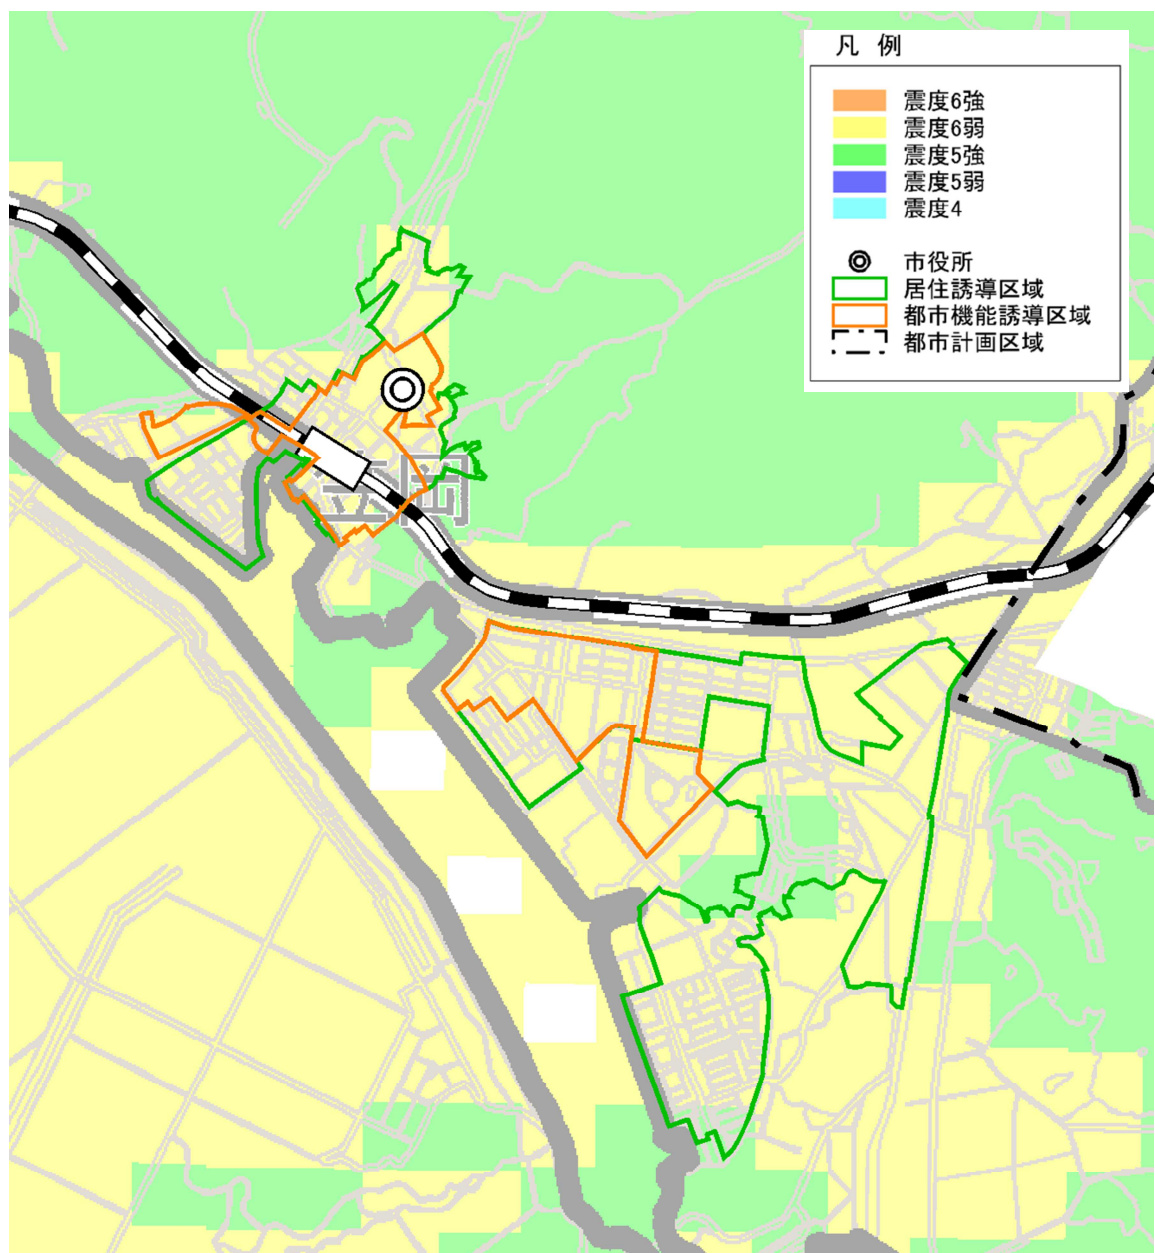 凡 例
震度6強
震度6弱
震度5強
震度5弱
震度4
市役所
居住誘導区域
都市機能誘導区域
都市計画区域
笠岡